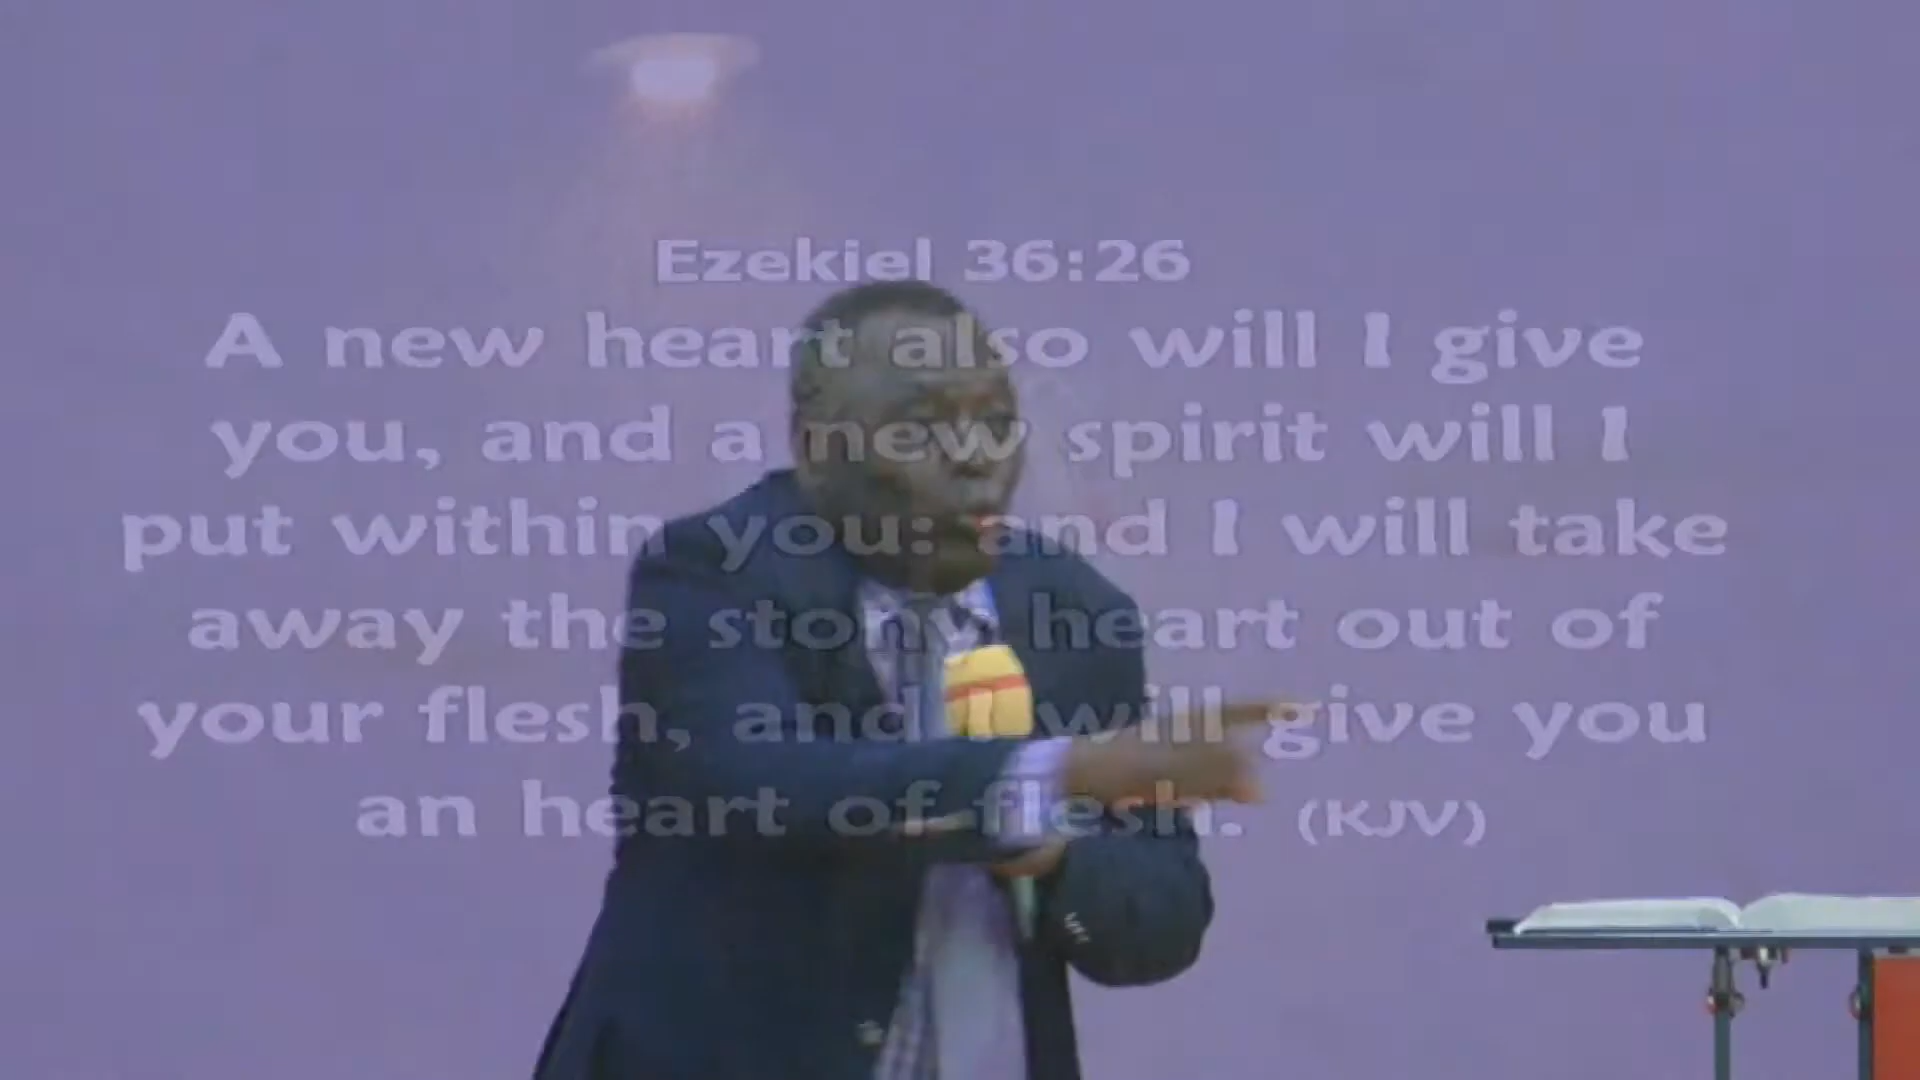 Ezekiel 36:26
A new heart also will I give
you, and a new spirit will I
put within you: and I will take
away the stony heart out of
your flesh, and I will give you
an heart of flesh. (KJV)